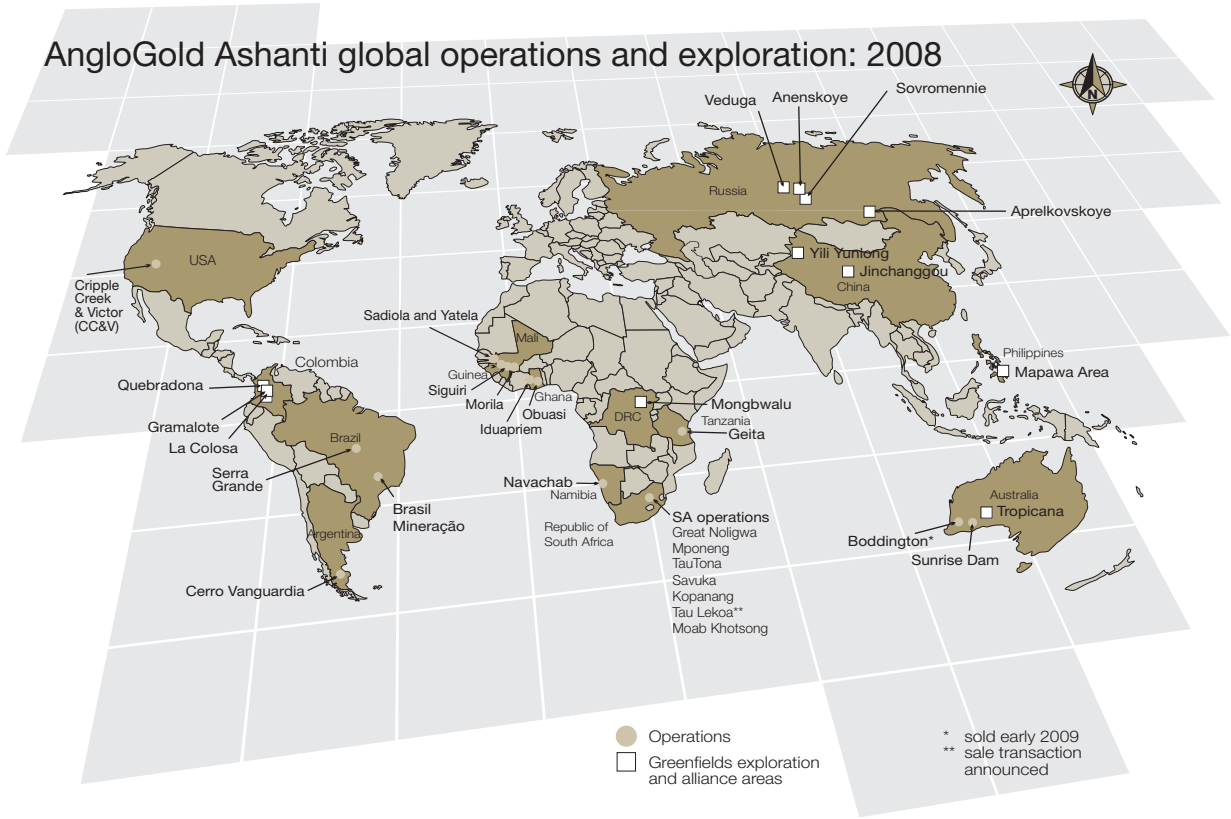 AngloGold Ashanti global operations and exploration: 2008
N
Veduga
Anenskoye
Sovromennie
Russia
Aprelkovskoye
Yili Yunlong
Jinchanggou
China
USA
Cripple
Creek
& Victor
(CC&V)
Sadiola and Yatela
Mali
Guinea
Siguiri
Morila
Ghana
Obuasi
Iduapriem
Philippines
Mapawa Area
Colombia
Quebradona
Gramalote
La Colosa
Brazil
Serra
Grande
Brasil
Mineração
Argentina
Cerro Vanguardia
DRC
Mongbwalu
Tanzania
Geita
Navachab
Namibia
Republic of
South Africa
SA operations
Great Noligwa
Mponeng
TauTona
Savuka
Kopanang
Tau Lekoa**
Moab Khotsong
Australia
Tropicana
Boddington*
Sunrise Dam
Operations
Greenfields exploration
and alliance areas
* sold early 2009
** sale transaction
announced